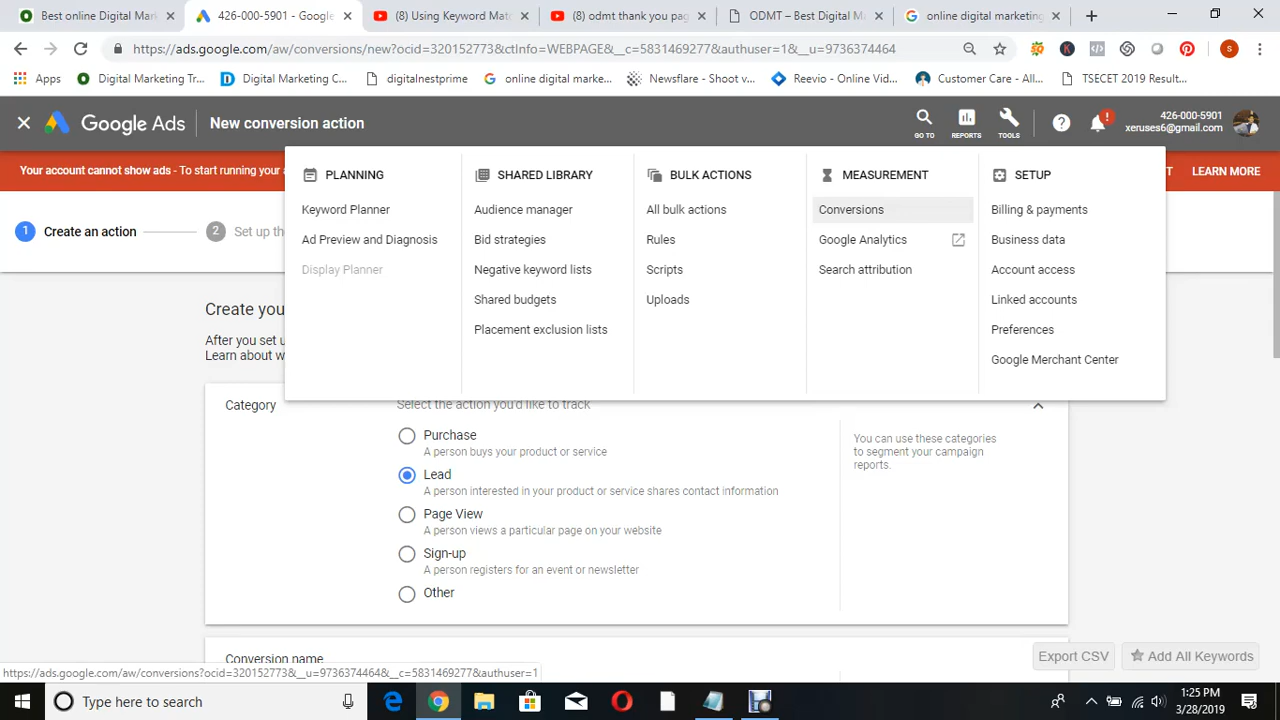 Best online Digital Mar
426-000-5901 - Google
(8) Using Keyword Mat
(8) odmt thank you pag
ODMT – Best Digital M
online digital marketing
https://ads.google.com/aw/conversions/new?ocid=320152773&ctInfo=WEBPAGE&__c=5831469277&authuser=1&__u=9736374464
Apps
Digital Marketing Tr...
Digital Marketing C...
digitalnestprime
online digital marke...
Newsflare - Shoot v...
Reevio - Online Vid...
Customer Care - Onl...
TSECET 2019 Result...
Google Ads
New conversion action
GO TO
REPORTS
TOOLS
426-000-5901
xeruses6@gmail.com
Your account cannot show ads - To start running your a
T
LEARN MORE
1 Create an action
2 Set up the
PLANNING
Keyword Planner
Ad Preview and Diagnosis
Display Planner
SHARED LIBRARY
Audience manager
Bid strategies
Negative keyword lists
Shared budgets
Placement exclusion lists
BULK ACTIONS
All bulk actions
Rules
Scripts
Uploads
MEASUREMENT
Conversions
Google Analytics
Search attribution
SETUP
Billing & payments
Business data
Account access
Linked accounts
Preferences
Google Merchant Center
Create you
After you set u
Learn about w
Category
Select the action you'd like to track
Purchase
A person buys your product or service
Lead
A person interested in your product or service shares contact information
Page View
A person views a particular page on your website
Sign-up
A person registers for an event or newsletter
Other
You can use these categories
to segment your campaign
reports.
Conversion name
Export CSV
Add All Keywords
https://ads.google.com/aw/conversions?ocid=320152773&__u=9736374464&__c=5831469277&authuser=1
Type here to search
1:25 PM
3/28/2019